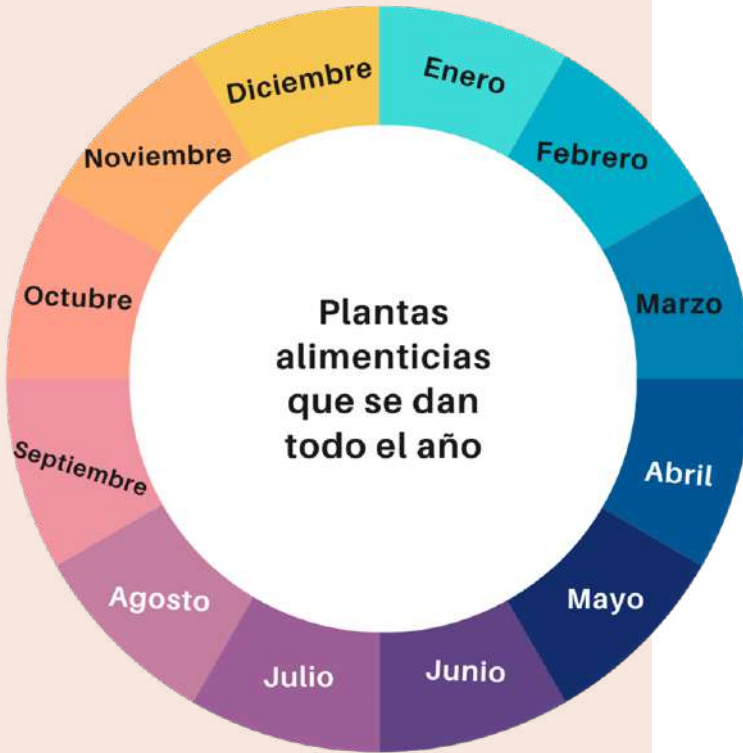 Diciembre
Enero
Noviembre
Febrero
Octubre
Marzo
Plantas
alimenticias
que se dan
todo el año
Septiembre
Abril
Agosto
Mayo
Julio
Junio